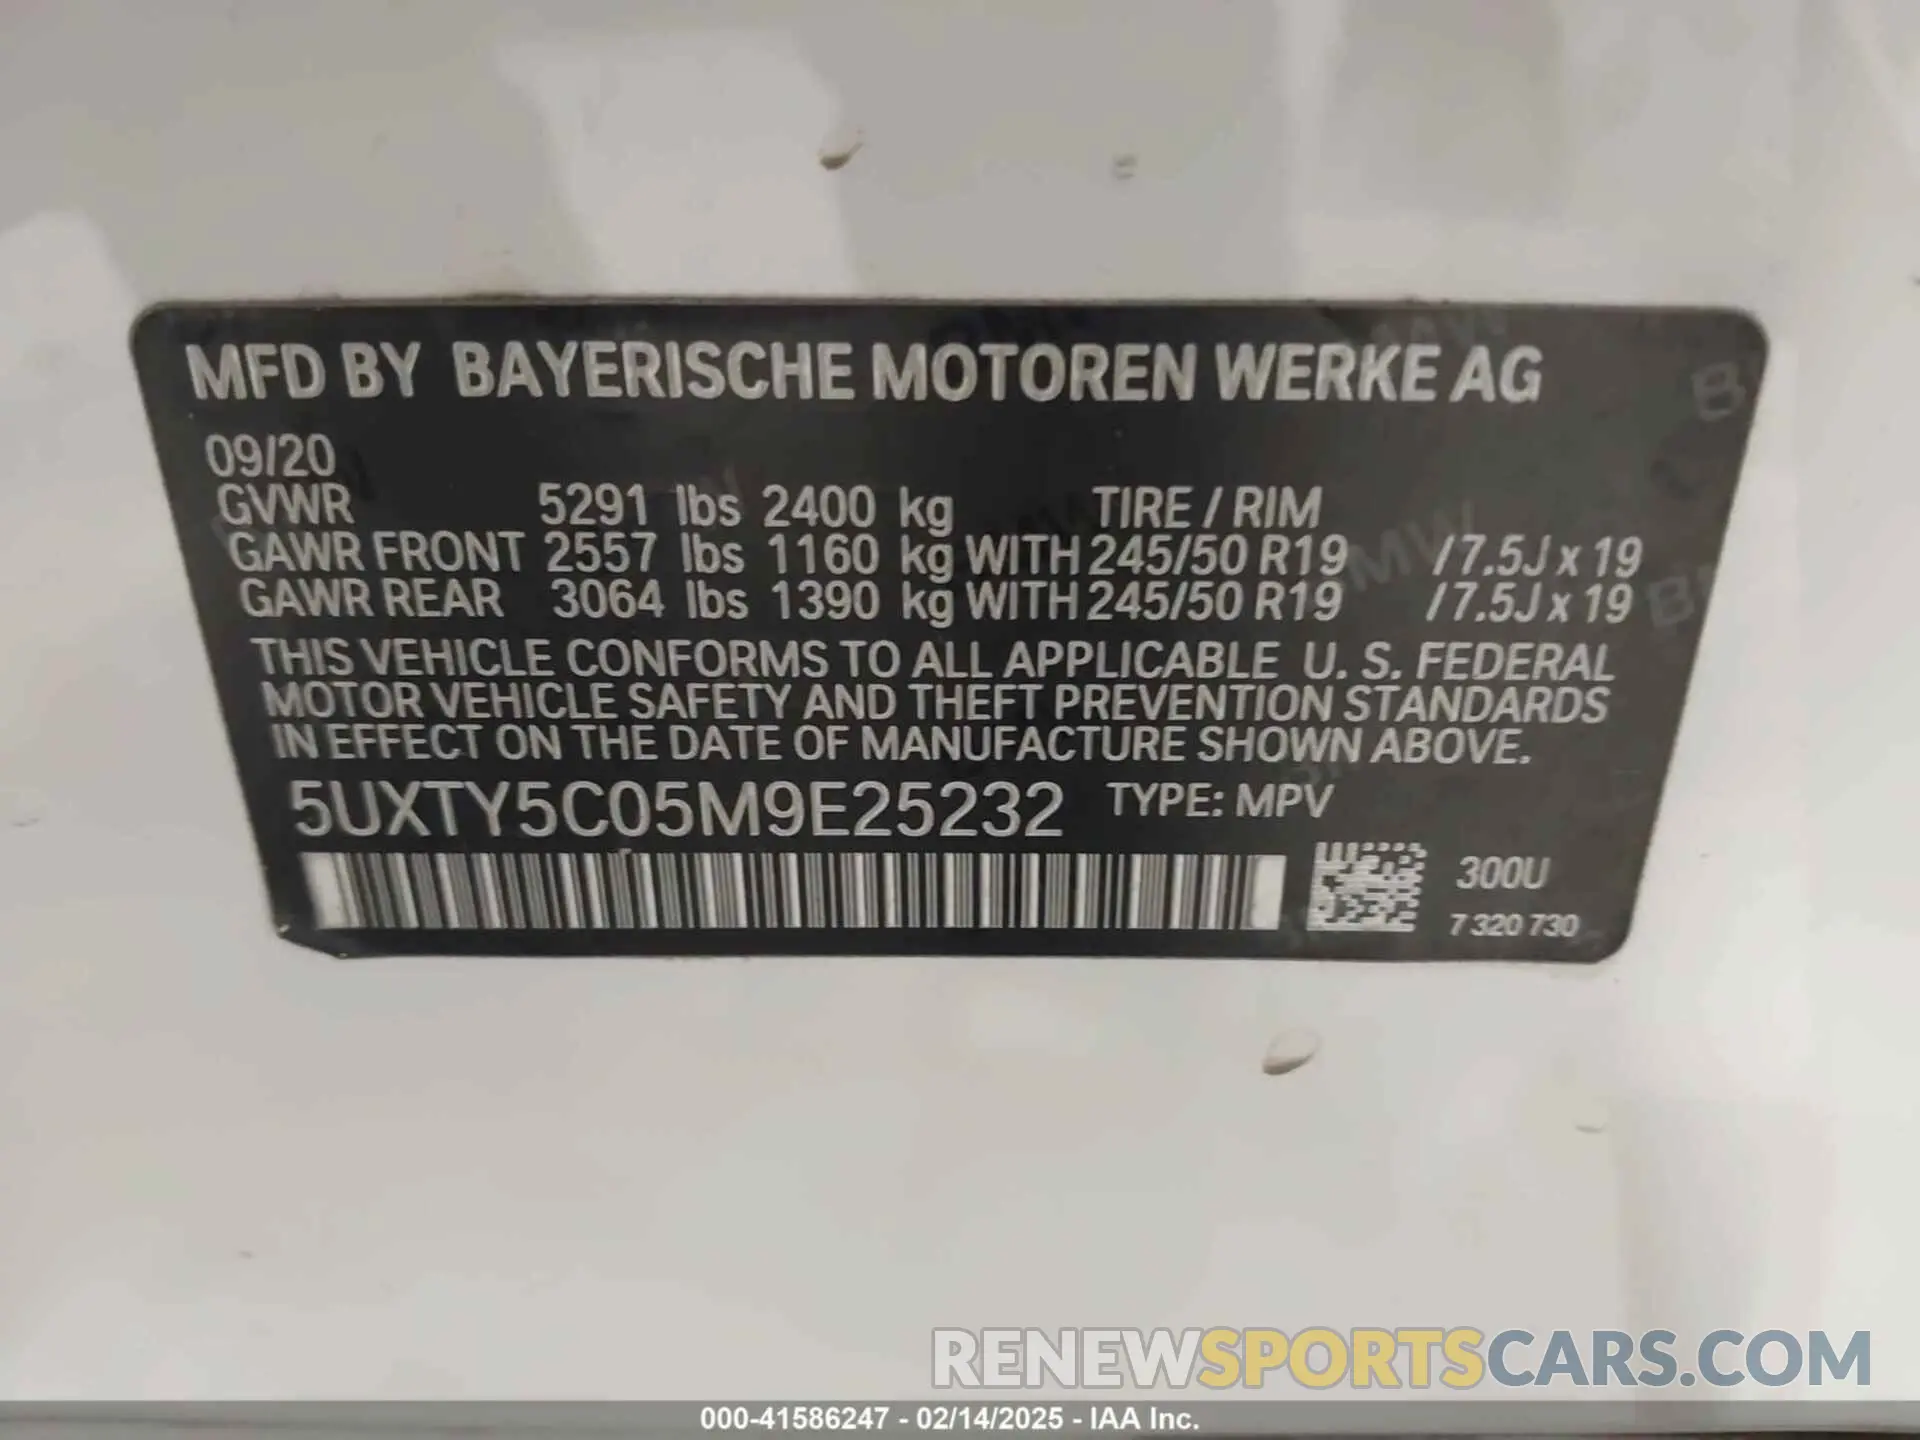 MFD BY BAYERISCHE MOTOREN WERKE AG
09/20
GVWR 5291 lbs 2400 kg TIRE / RIM
GAWR FRONT 2557 lbs 1160 kg WITH 245/50 R19 /7.5J x 19
GAWR REAR 3064 lbs 1390 kg WITH 245/50 R19 /7.5J x 19
THIS VEHICLE CONFORMS TO ALL APPLICABLE U. S. FEDERAL
MOTOR VEHICLE SAFETY AND THEFT PREVENTION STANDARDS
IN EFFECT ON THE DATE OF MANUFACTURE SHOWN ABOVE.
5UXTY5C05M9E25232 TYPE: MPV
300U
7 320 730
RENEWSPORTSCARS.COM
000-41586247 - 02/14/2025 - IAA Inc.